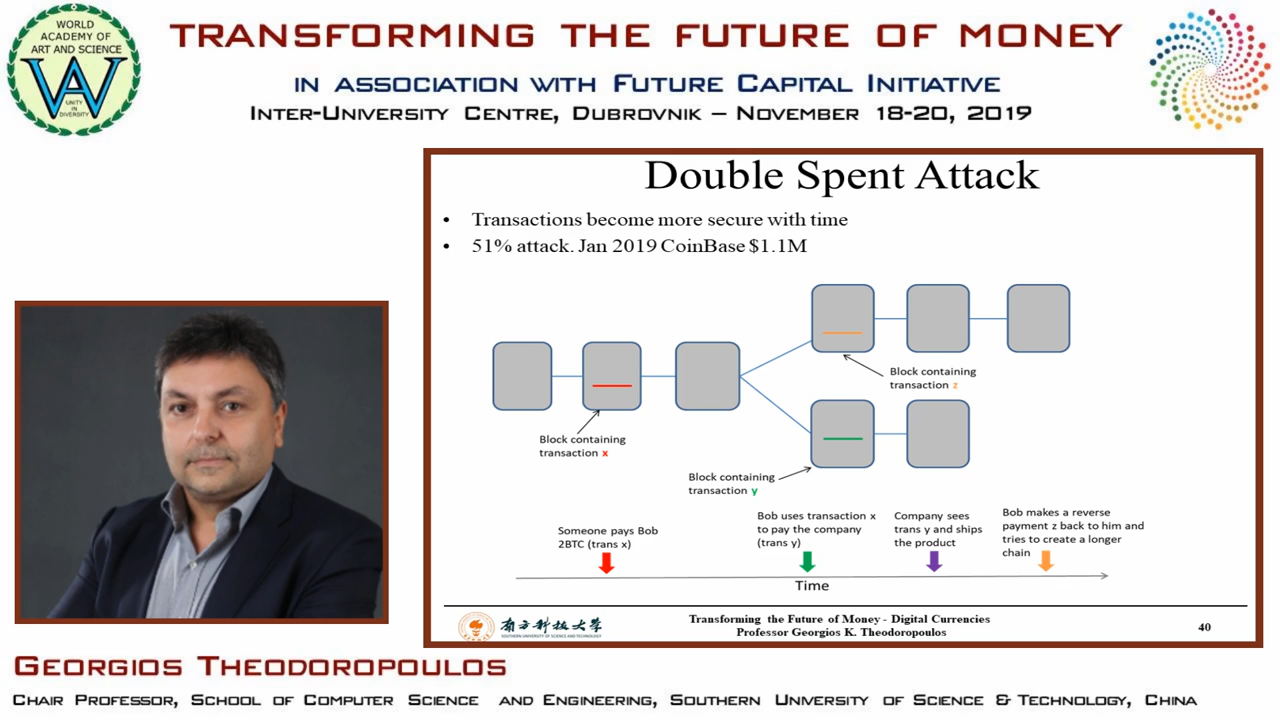 WORLD
ACADEMY OF
ART AND SCIENCE
UNITY
IN
DIVERSITY
TRANSFORMING THE FUTURE OF MONEY
IN ASSOCIATION WITH FUTURE CAPITAL INITIATIVE
INTER-UNIVERSITY CENTRE, DUBROVNIK – NOVEMBER 18-20, 2019
Double Spent Attack
• Transactions become more secure with time
• 51% attack. Jan 2019 CoinBase $1.1M
Block containing
transaction z
Block containing
transaction x
Block containing
transaction y
Someone pays Bob
2BTC (trans x)
Bob uses transaction x
to pay the company
(trans y)
Company sees
trans y and ships
the product
Bob makes a reverse
payment z back to him and
tries to create a longer
chain
Time
南方科技大学
SOUTHERN UNIVERSITY OF SCIENCE AND TECHNOLOGY
Transforming the Future of Money - Digital Currencies
Professor Georgios K. Theodoropoulos
40
GEORGIOS THEODOROPOULOS
CHAIR PROFESSOR, SCHOOL OF COMPUTER SCIENCE AND ENGINEERING, SOUTHERN UNIVERSITY OF SCIENCE & TECHNOLOGY, CHINA